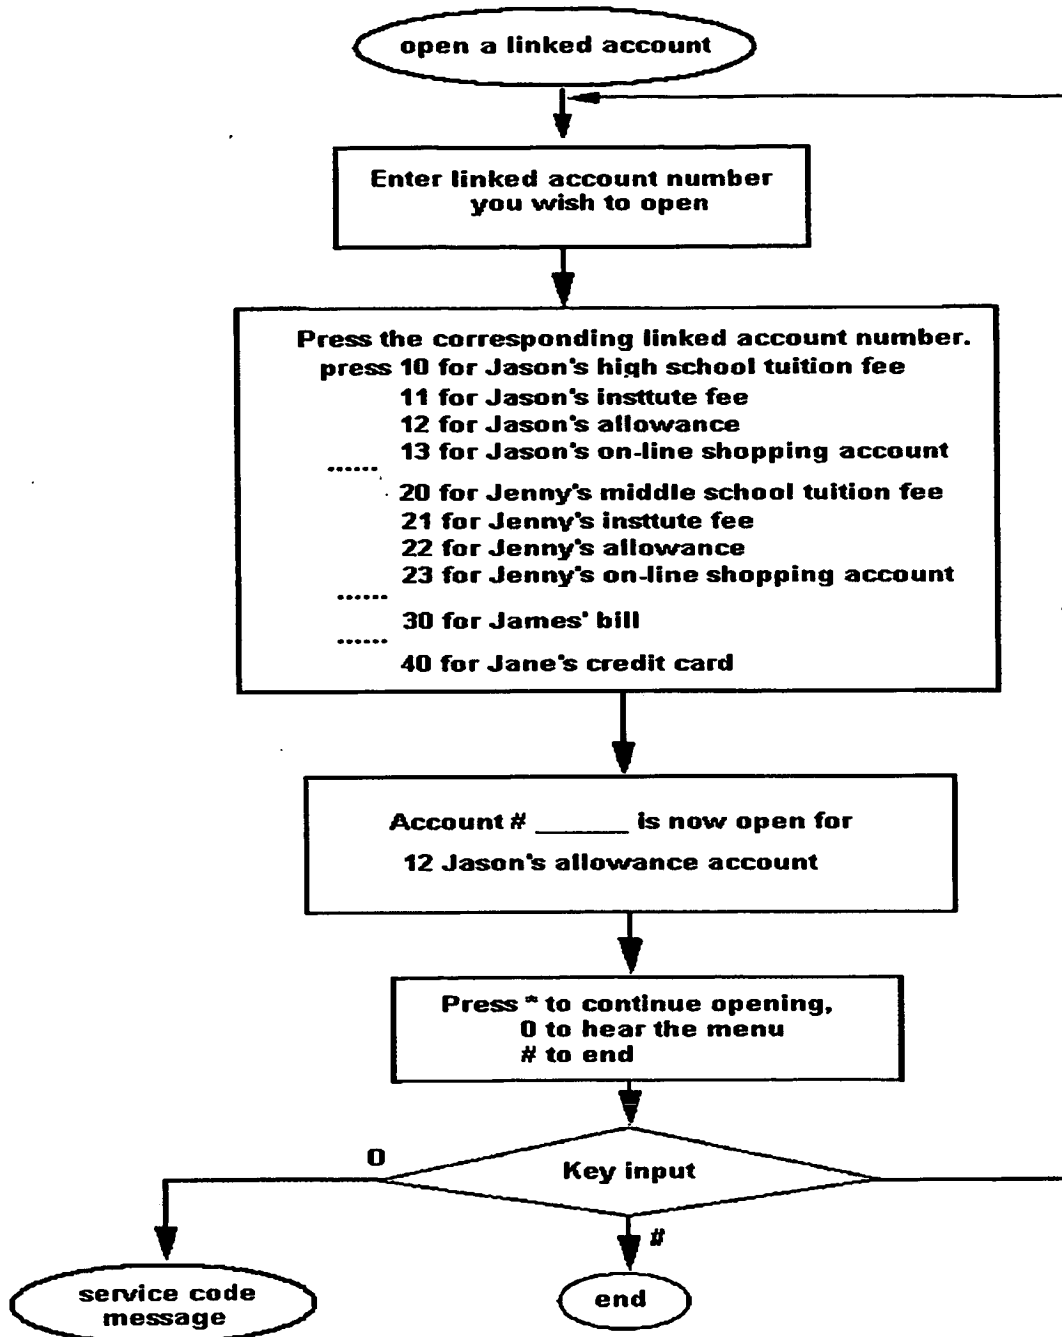 open a linked account
Enter linked account number
you wish to open
Press the corresponding linked account number.
press 10 for Jason's high school tuition fee
11 for Jason's insttute fee
12 for Jason's allowance
13 for Jason's on-line shopping account
......
20 for Jenny's middle school tuition fee
21 for Jenny's insttute fee
22 for Jenny's allowance
23 for Jenny's on-line shopping account
......
30 for James' bill
......
40 for Jane's credit card
Account # ______ is now open for
12 Jason's allowance account
Press * to continue opening,
0 to hear the menu
# to end
0
Key input
#
service code
message
end